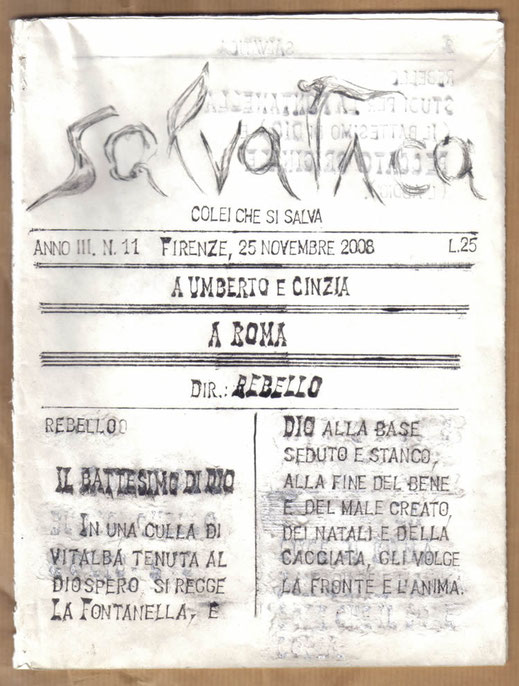 SalvaTica
COLEI CHE SI SALVA
ANNO III, N. 11 FIRENZE, 25 NOVEMBRE 2008 L.25
A UMBERTO E CINZIA
A ROMA
DIR.: REBELLO
REBELLO
IL BATTESIMO DI DIO
IN UNA CULLA DI
VITALBA TENUTA AL
DIOSPERO, SI REGGE
LA FONTANELLA, E
DIO ALLA BASE
SEDUTO E STANCO,
ALLA FINE DEL BENE
E DEL MALE CREATO,
DEI NATALI E DELLA
CACCIATA, GLI VOLGE
LA FRONTE E L'ANIMA.